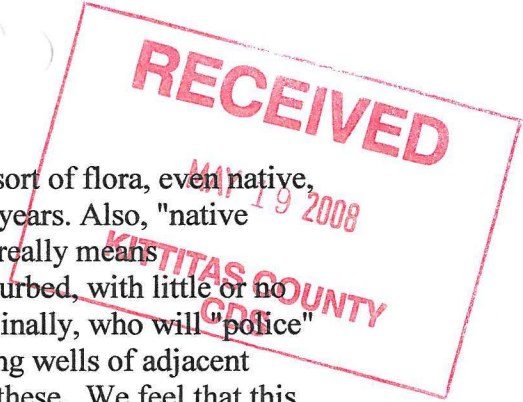 RECEIVED
MAY 19 2008
KITTITAS COUNTY
CDS
sort of flora, even native,
years. Also, "native
really means
urbed, with little or no
inally, who will "police"
ng wells of adjacent
these. We feel that this